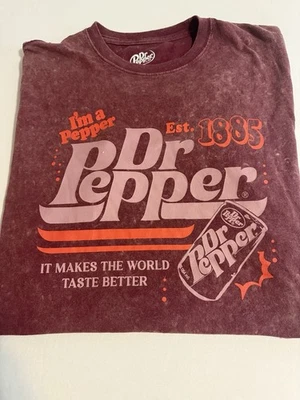 Dr Pepper
I'm a
Pepper
Est. 1885
Dr
Pepper
Dr Pepper
Dr
Pepper
IT MAKES THE WORLD
TASTE BETTER